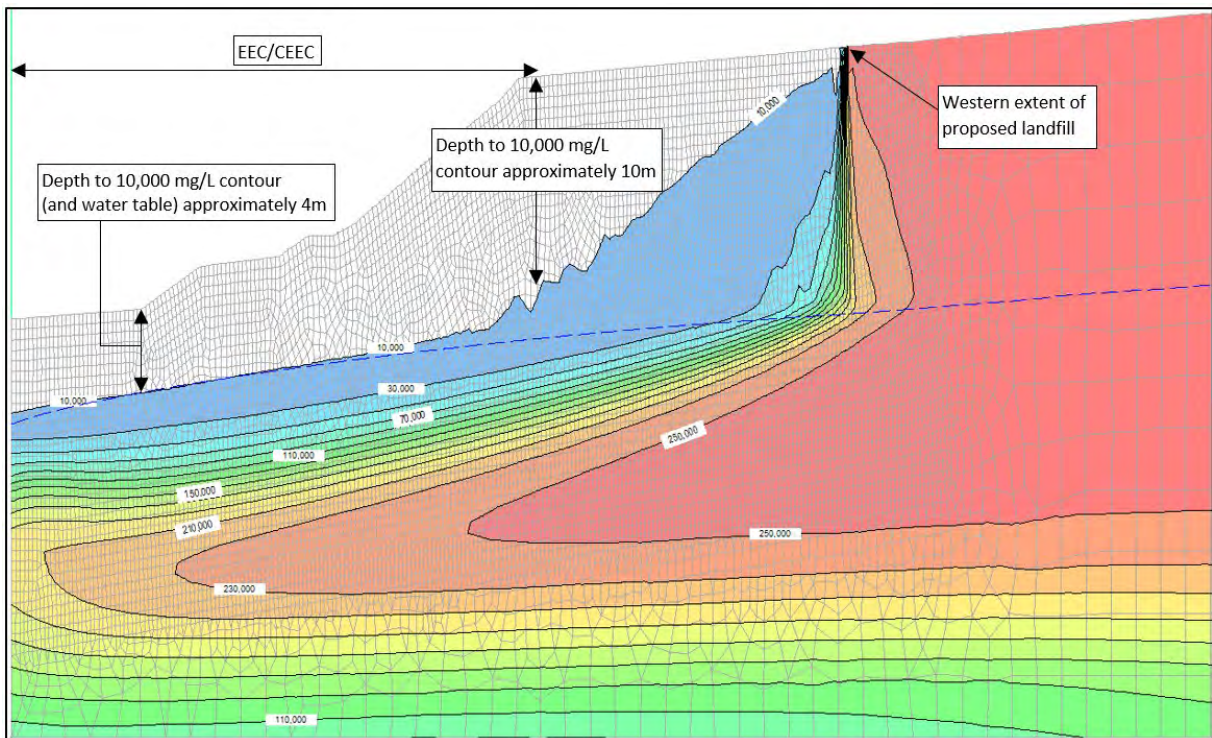 EEC/CEEC
Western extent of
proposed landfill
10,000
Depth to 10,000 mg/L
contour approximately 10m
Depth to 10,000 mg/L contour
(and water table) approximately 4m
10,000
10,000
30,000
70,000
250,000
110,000
150,000
210,000
250,000
230,000
110,000